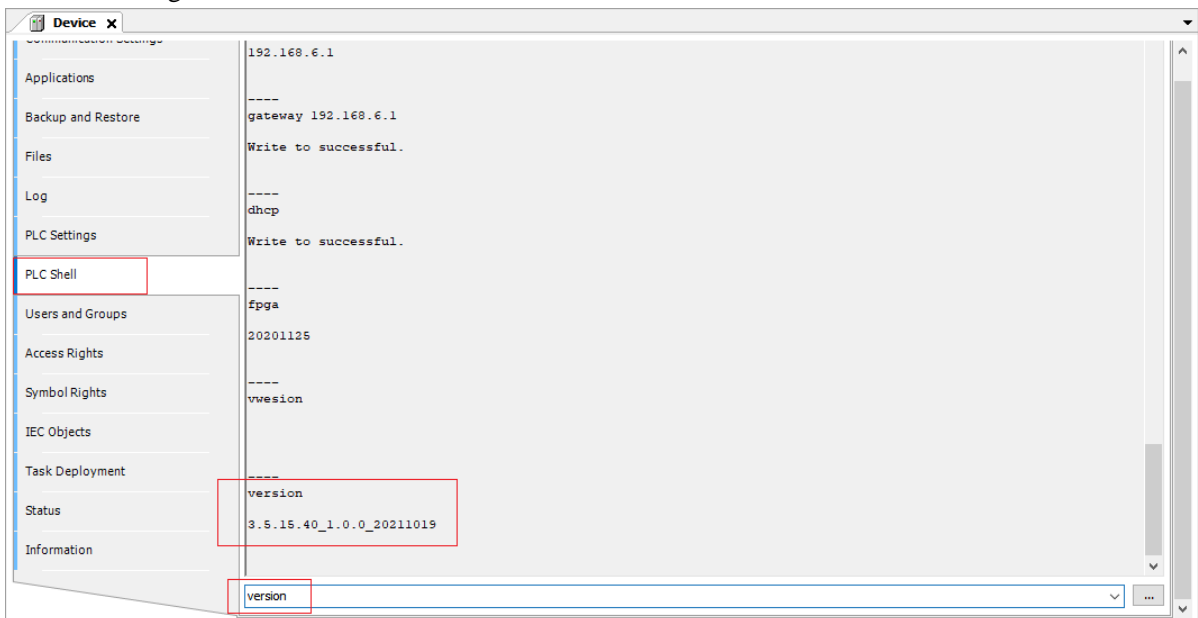 Device
Communication Settings
Applications
Backup and Restore
Files
Log
PLC Settings
PLC Shell
Users and Groups
Access Rights
Symbol Rights
IEC Objects
Task Deployment
Status
Information
192.168.6.1
----
gateway 192.168.6.1
Write to successful.
----
dhcp
Write to successful.
----
fpga
20201125
----
vwesion
----
version
3.5.15.40_1.0.0_20211019
version
...